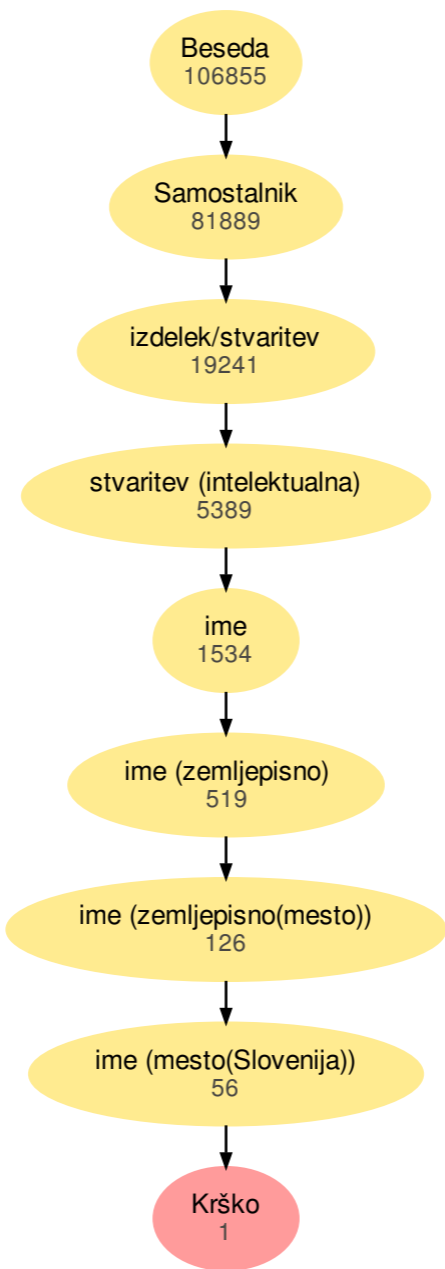 Beseda
106855
Samostalnik
81889
izdelek/stvaritev
19241
stvaritev (intelektualna)
5389
ime
1534
ime (zemljepisno)
519
ime (zemljepisno(mesto))
126
ime (mesto(Slovenija))
56
Krško
1